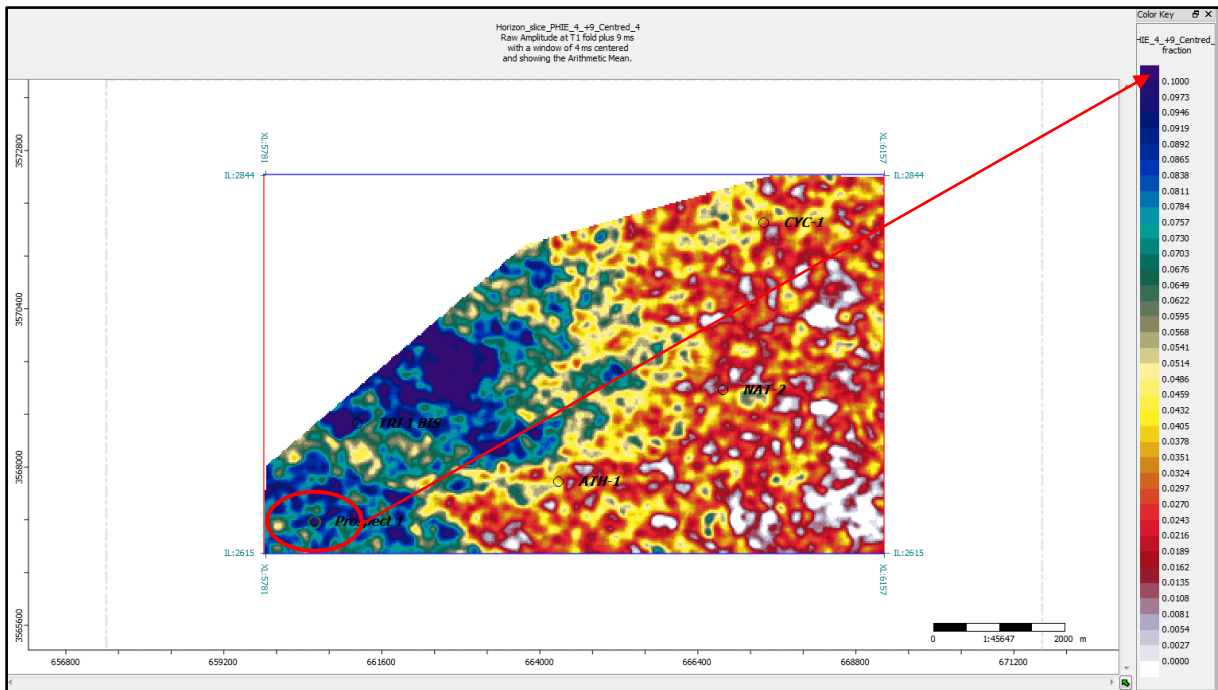 Horizon_slice_PHIE_4_+9_Centred_4
Raw Amplitude at T1 fold plus 9 ms
with a window of 4 ms centered
and showing the Arithmetic Mean.
Color Key
HIE_4_+9_Centred_
fraction
0.1000
0.0973
0.0946
0.0919
0.0892
0.0865
0.0838
0.0811
0.0784
0.0757
0.0730
0.0703
0.0676
0.0649
0.0622
0.0595
0.0568
0.0541
0.0514
0.0486
0.0459
0.0432
0.0405
0.0378
0.0351
0.0324
0.0297
0.0270
0.0243
0.0216
0.0189
0.0162
0.0135
0.0108
0.0081
0.0054
0.0027
0.0000
3572800
3570400
3568000
3565600
XL:5781
XL:6157
IL:2844
IL:2844
CYC-1
NAT-2
TRI 1 BIS
ATH-1
Prospect 1
IL:2615
IL:2615
XL:5781
XL:6157
0
1:45647
2000
m
656800
659200
661600
664000
666400
668800
671200